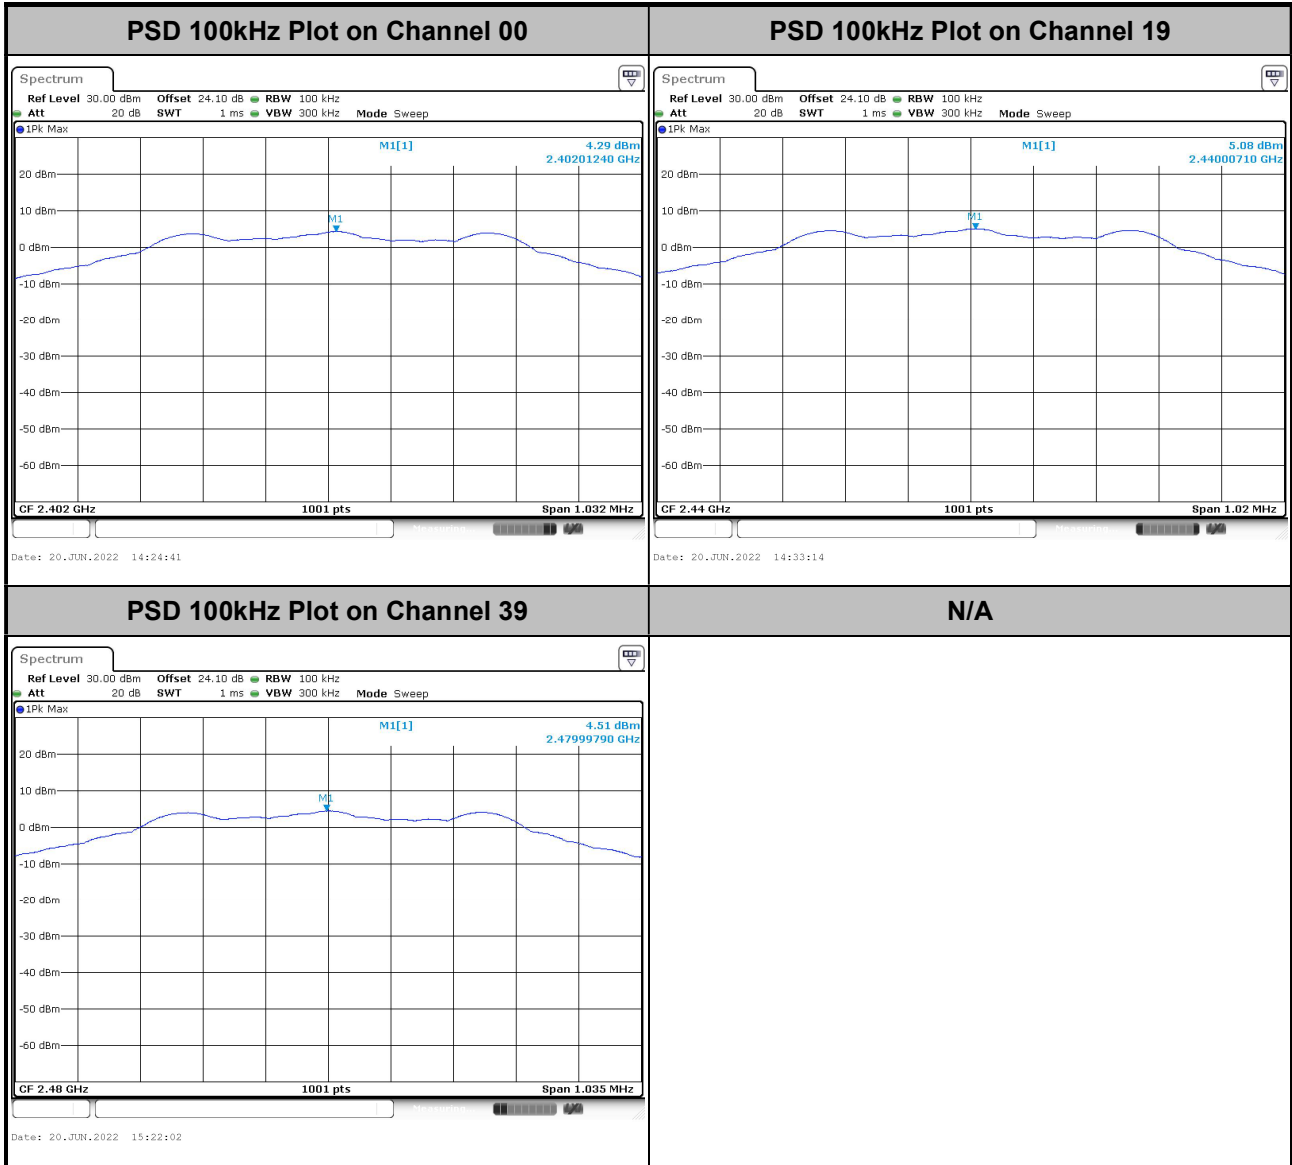 PSD 100kHz Plot on Channel 00
PSD 100kHz Plot on Channel 19
Spectrum
Ref Level 30.00 dBm Offset 24.10 dB RBW 100 kHz
Att 20 dB SWT 1 ms VBW 300 kHz Mode Sweep
1Pk Max
M1[1] 4.29 dBm
2.40201240 GHz
20 dBm
10 dBm
M1
0 dBm
-10 dBm
-20 dBm
-30 dBm
-40 dBm
-50 dBm
-60 dBm
CF 2.402 GHz 1001 pts Span 1.032 MHz
Measuring
Date: 20.JUN.2022 14:24:41
Spectrum
Ref Level 30.00 dBm Offset 24.10 dB RBW 100 kHz
Att 20 dB SWT 1 ms VBW 300 kHz Mode Sweep
1Pk Max
M1[1] 5.08 dBm
2.44000710 GHz
20 dBm
10 dBm
M1
0 dBm
-10 dBm
-20 dBm
-30 dBm
-40 dBm
-50 dBm
-60 dBm
CF 2.44 GHz 1001 pts Span 1.02 MHz
Measuring
Date: 20.JUN.2022 14:33:14
PSD 100kHz Plot on Channel 39
N/A
Spectrum
Ref Level 30.00 dBm Offset 24.10 dB RBW 100 kHz
Att 20 dB SWT 1 ms VBW 300 kHz Mode Sweep
1Pk Max
M1[1] 4.51 dBm
2.47999790 GHz
20 dBm
10 dBm
M1
0 dBm
-10 dBm
-20 dBm
-30 dBm
-40 dBm
-50 dBm
-60 dBm
CF 2.48 GHz 1001 pts Span 1.035 MHz
Measuring
Date: 20.JUN.2022 15:22:02